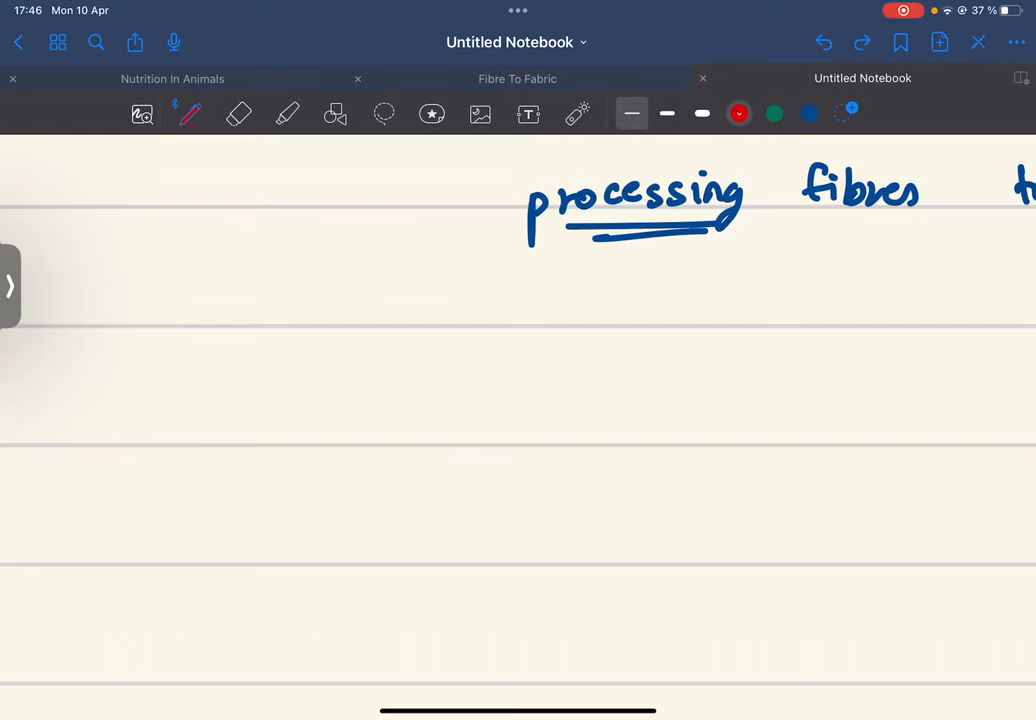 17:46 Mon 10 Apr 37 %
Untitled Notebook
Nutrition In Animals Fibre To Fabric Untitled Notebook
processing fibres